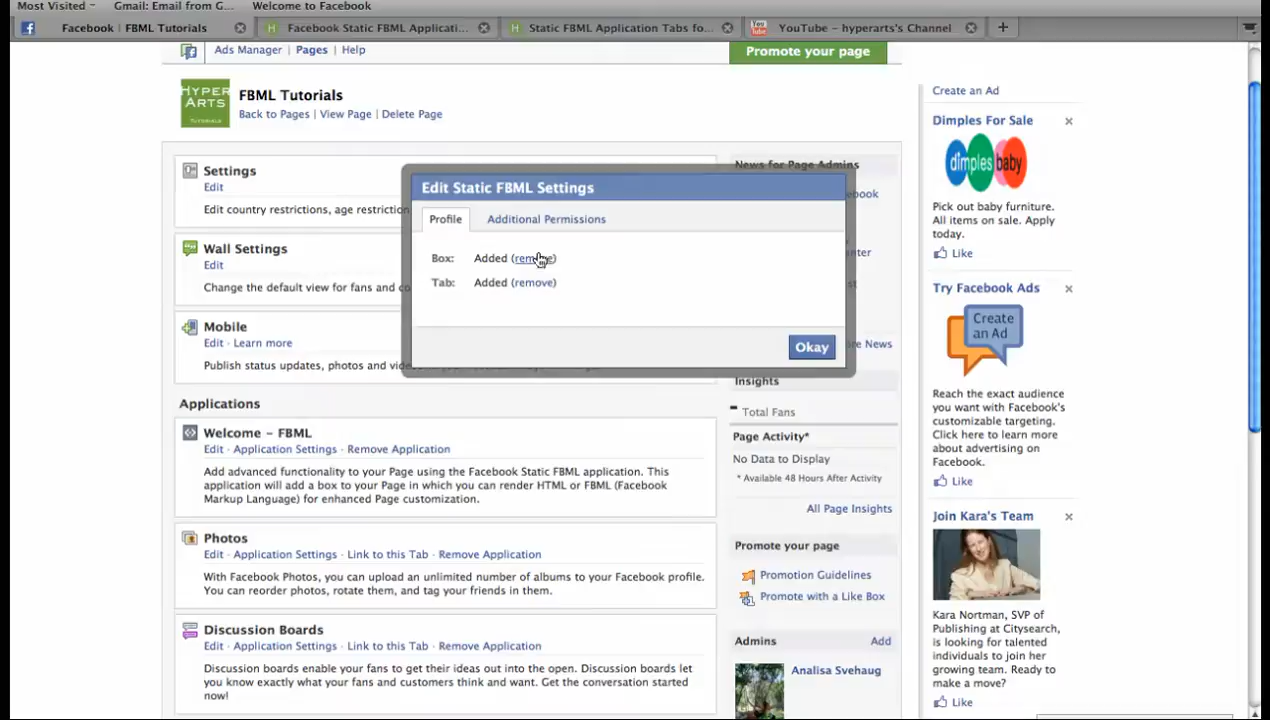 Most Visited
Gmail: Email from G...
Welcome to Facebook
Facebook | FBML Tutorials
Facebook Static FBML Applicati...
Static FBML Application Tabs fo...
YouTube – hyperarts's Channel
Ads Manager | Pages | Help
Promote your page
HYPER
ARTS
TUTORIALS
FBML Tutorials
Back to Pages | View Page | Delete Page
Settings
Edit
Edit country restrictions, age restriction
Wall Settings
Edit
Change the default view for fans and co
Mobile
Edit · Learn more
Publish status updates, photos and
Applications
Welcome – FBML
Edit · Application Settings · Remove Application
Add advanced functionality to your Page using the Facebook Static FBML application. This
application will add a box to your Page in which you can render HTML or FBML (Facebook
Markup Language) for enhanced Page customization.
Photos
Edit · Application Settings · Link to this Tab · Remove Application
With Facebook Photos, you can upload an unlimited number of albums to your Facebook profile.
You can reorder photos, rotate them, and tag your friends in them.
Discussion Boards
Edit · Application Settings · Link to this Tab · Remove Application
Discussion boards enable your fans to get their ideas out into the open. Discussion boards let
you know exactly what your fans and customers think and want. Get the conversation started
now!
Edit Static FBML Settings
Profile
Additional Permissions
Box: Added (remove)
Tab: Added (remove)
Okay
News for Page Admins
More News
Insights
Total Fans
Page Activity*
No Data to Display
* Available 48 Hours After Activity
All Page Insights
Promote your page
Promotion Guidelines
Promote with a Like Box
Admins
Add
Analisa Svehaug
Create an Ad
Dimples For Sale
dimples baby
Pick out baby furniture.
All items on sale. Apply
today.
Like
Try Facebook Ads
Create
an Ad
Reach the exact audience
you want with Facebook's
customizable targeting.
Click here to learn more
about advertising on
Facebook.
Like
Join Kara's Team
Kara Nortman, SVP of
Publishing at Citysearch,
is looking for talented
individuals to join her
growing team. Ready to
make a move?
Like